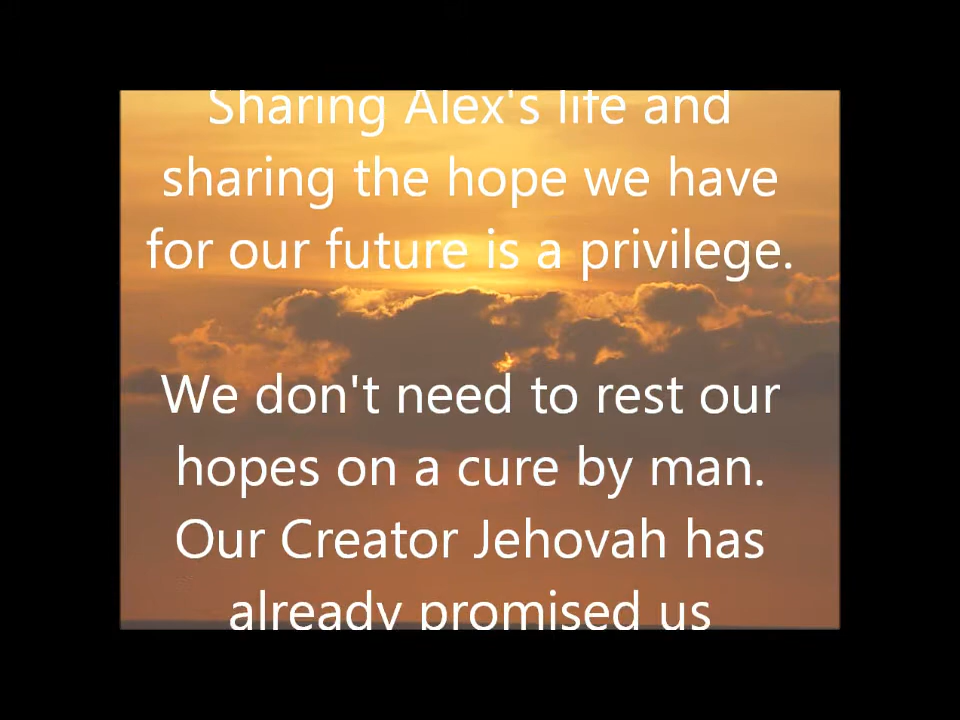 Sharing Alex's life and
sharing the hope we have
for our future is a privilege.
We don't need to rest our
hopes on a cure by man.
Our Creator Jehovah has
already promised us